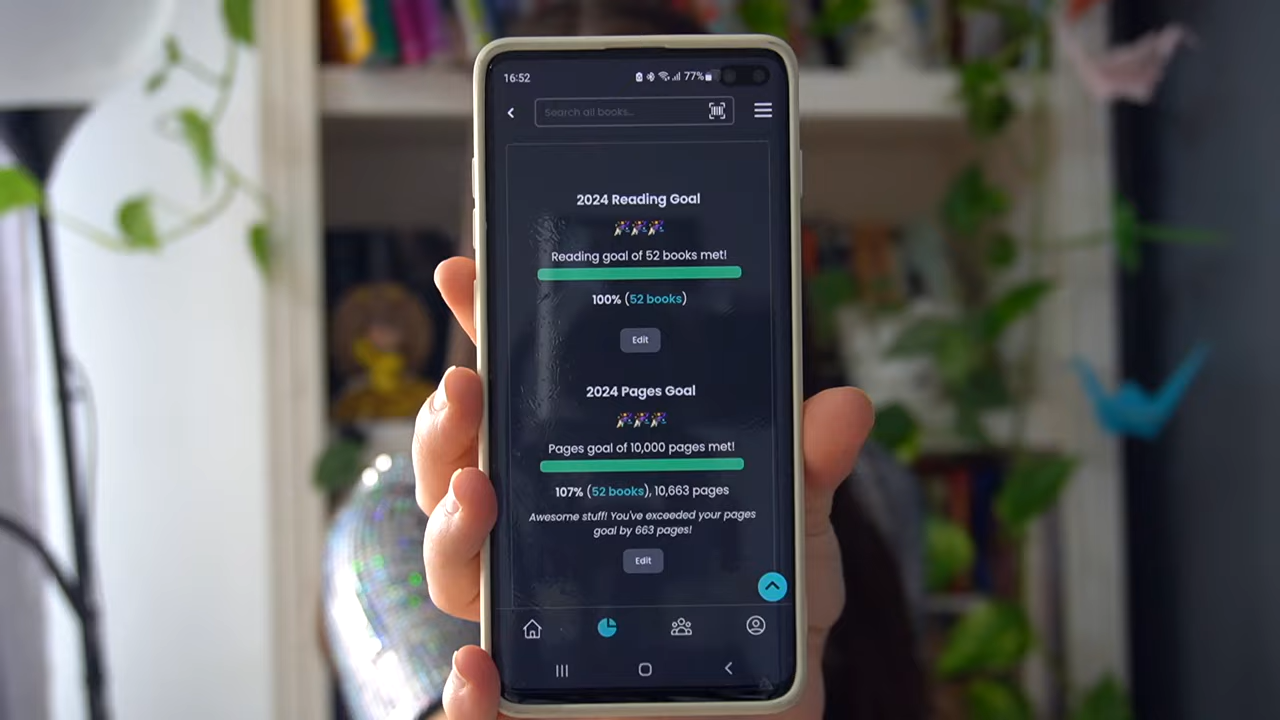 16:52
77%
Search all books...
2024 Reading Goal
Reading goal of 52 books met!
100% (52 books)
Edit
2024 Pages Goal
Pages goal of 10,000 pages met!
107% (52 books), 10,663 pages
Awesome stuff! You've exceeded your pages
goal by 663 pages!
Edit